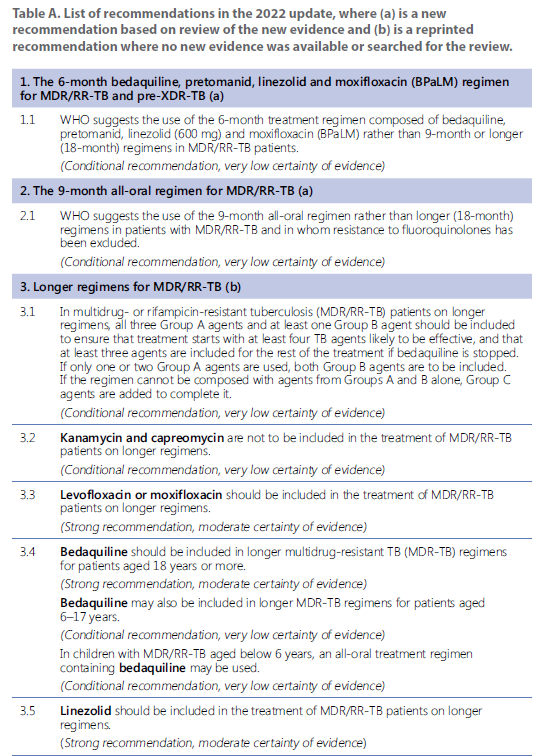 Table A. List of recommendations in the 2022 update, where (a) is a new
recommendation based on review of the new evidence and (b) is a reprinted
recommendation where no new evidence was available or searched for the review.
1. The 6-month bedaquiline, pretomanid, linezolid and moxifloxacin (BPaLM) regimen
for MDR/RR-TB and pre-XDR-TB (a)
1.1 WHO suggests the use of the 6-month treatment regimen composed of bedaquiline,
pretomanid, linezolid (600 mg) and moxifloxacin (BPaLM) rather than 9-month or longer
(18-month) regimens in MDR/RR-TB patients.
(Conditional recommendation, very low certainty of evidence)
2. The 9-month all-oral regimen for MDR/RR-TB (a)
2.1 WHO suggests the use of the 9-month all-oral regimen rather than longer (18-month)
regimens in patients with MDR/RR-TB and in whom resistance to fluoroquinolones has
been excluded.
(Conditional recommendation, very low certainty of evidence)
3. Longer regimens for MDR/RR-TB (b)
3.1 In multidrug- or rifampicin-resistant tuberculosis (MDR/RR-TB) patients on longer
regimens, all three Group A agents and at least one Group B agent should be included
to ensure that treatment starts with at least four TB agents likely to be effective, and that
at least three agents are included for the rest of the treatment if bedaquiline is stopped.
If only one or two Group A agents are used, both Group B agents are to be included.
If the regimen cannot be composed with agents from Groups A and B alone, Group C
agents are added to complete it.
(Conditional recommendation, very low certainty of evidence)
3.2 Kanamycin and capreomycin are not to be included in the treatment of MDR/RR-TB
patients on longer regimens.
(Conditional recommendation, very low certainty of evidence)
3.3 Levofloxacin or moxifloxacin should be included in the treatment of MDR/RR-TB
patients on longer regimens.
(Strong recommendation, moderate certainty of evidence)
3.4 Bedaquiline should be included in longer multidrug-resistant TB (MDR-TB) regimens
for patients aged 18 years or more.
(Strong recommendation, moderate certainty of evidence)
Bedaquiline may also be included in longer MDR-TB regimens for patients aged
6–17 years.
(Conditional recommendation, very low certainty of evidence)
In children with MDR/RR-TB aged below 6 years, an all-oral treatment regimen
containing bedaquiline may be used.
(Conditional recommendation, very low certainty of evidence)
3.5 Linezolid should be included in the treatment of MDR/RR-TB patients on longer
regimens.
(Strong recommendation, moderate certainty of evidence)